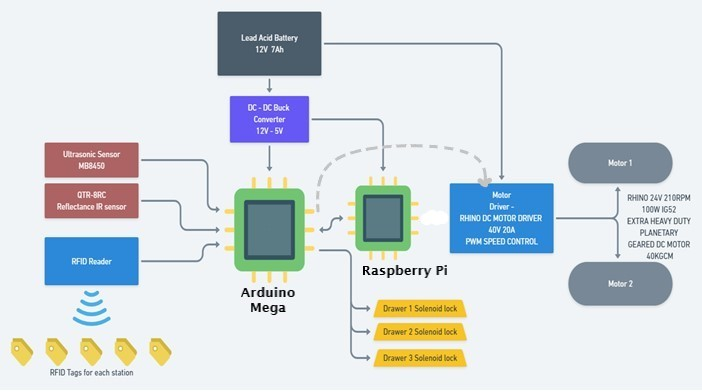 Lead Acid Battery
12V 7Ah
DC - DC Buck
Converter
12V - 5V
Ultrasonic Sensor
MB8450
QTR-8RC
Reflectance IR sensor
RFID Reader
RFID Tags for each station
Arduino
Mega
Raspberry Pi
Motor
Driver -
RHINO DC MOTOR DRIVER
40V 20A
PWM SPEED CONTROL
Drawer 1 Solenoid lock
Drawer 2 Solenoid lock
Drawer 3 Solenoid lock
Motor 1
RHINO 24V 210RPM
100W IG52
EXTRA HEAVY DUTY
PLANETARY
GEARED DC MOTOR
40KGCM
Motor 2